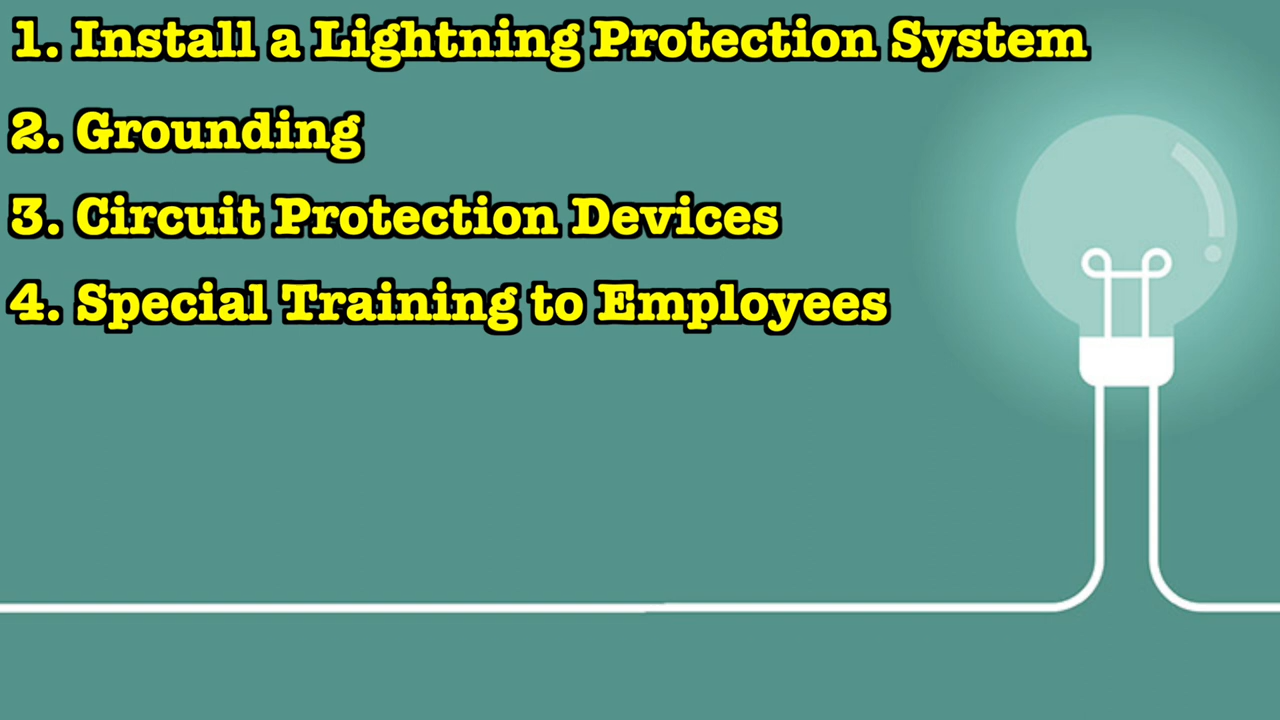 1. Install a Lightning Protection System
2. Grounding
3. Circuit Protection Devices
4. Special Training to Employees